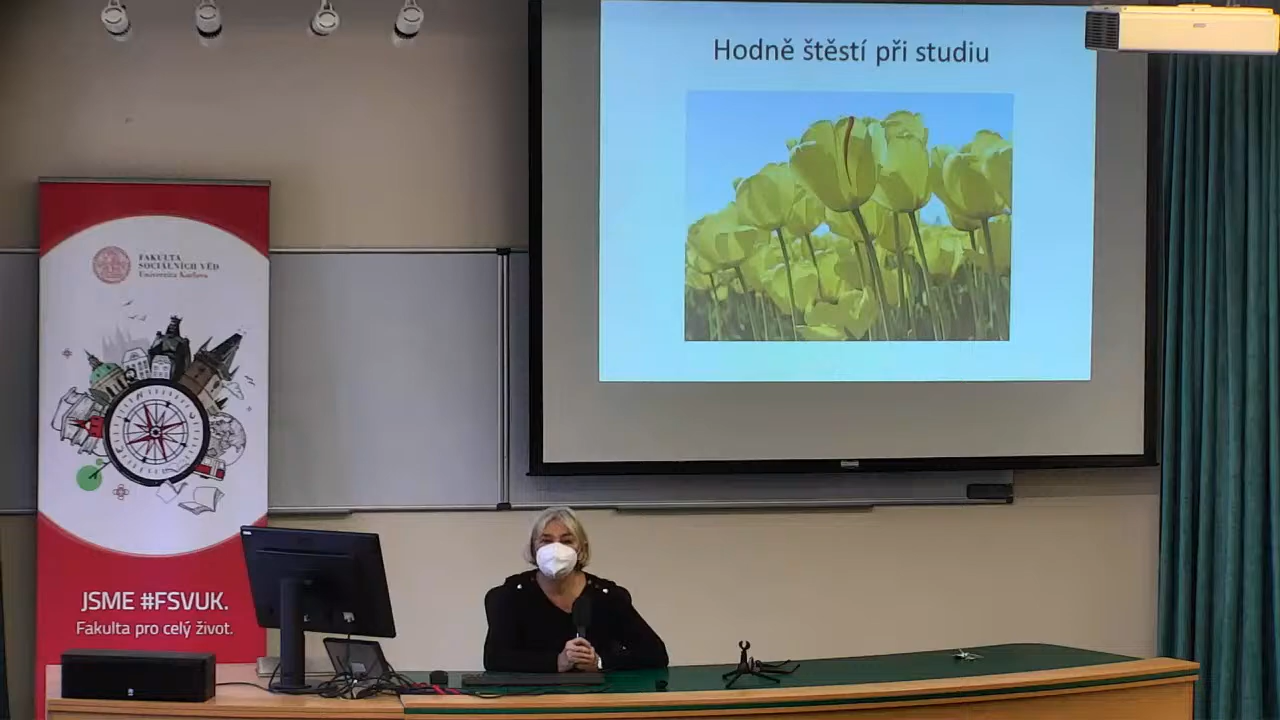 Hodně štěstí při studiu
FAKULTA
SOCIÁLNÍCH VĚD
Univerzita Karlova
JSME #FSVUK.
Fakulta pro celý život.